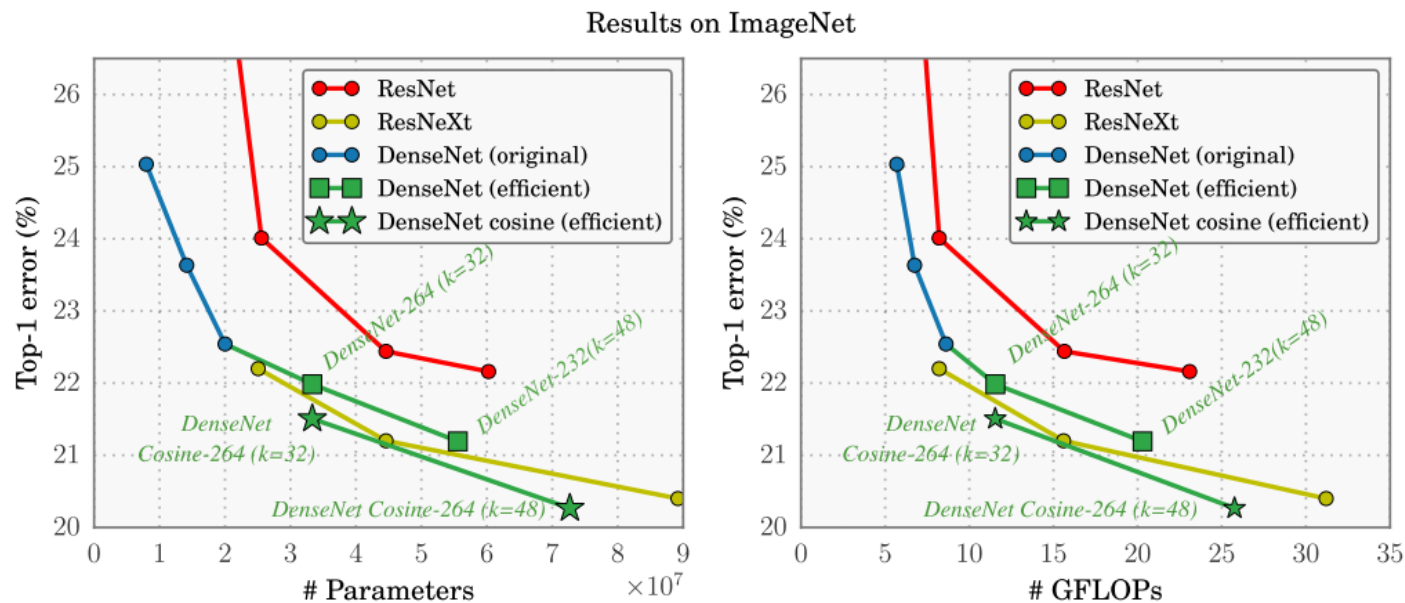 Results on ImageNet
Top-1 error (%)
26
25
24
23
22
21
20
ResNet
ResNeXt
DenseNet (original)
DenseNet (efficient)
DenseNet cosine (efficient)
DenseNet-264 (k=32)
DenseNet-232(k=48)
DenseNet
Cosine-264 (k=32)
DenseNet Cosine-264 (k=48)
0 1 2 3 4 5 6 7 8 9
# Parameters
×10⁷
Top-1 error (%)
26
25
24
23
22
21
20
ResNet
ResNeXt
DenseNet (original)
DenseNet (efficient)
DenseNet cosine (efficient)
DenseNet-264 (k=32)
DenseNet-232(k=48)
DenseNet
Cosine-264 (k=32)
DenseNet Cosine-264 (k=48)
0 5 10 15 20 25 30 35
# GFLOPs